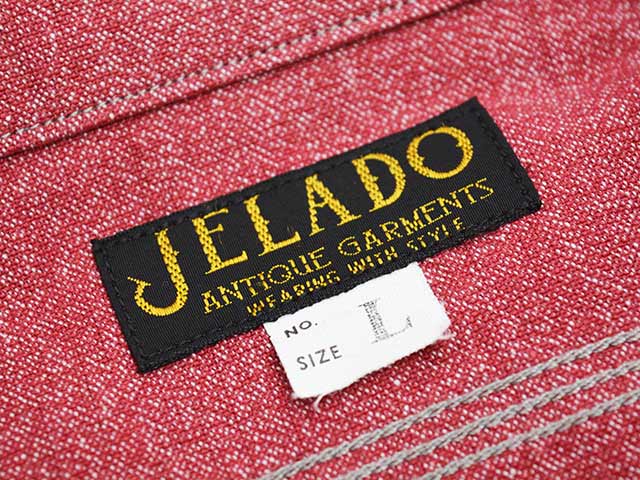 JELADO
ANTIQUE GARMENTS
WEARING WITH STYLE
NO.
SIZE L